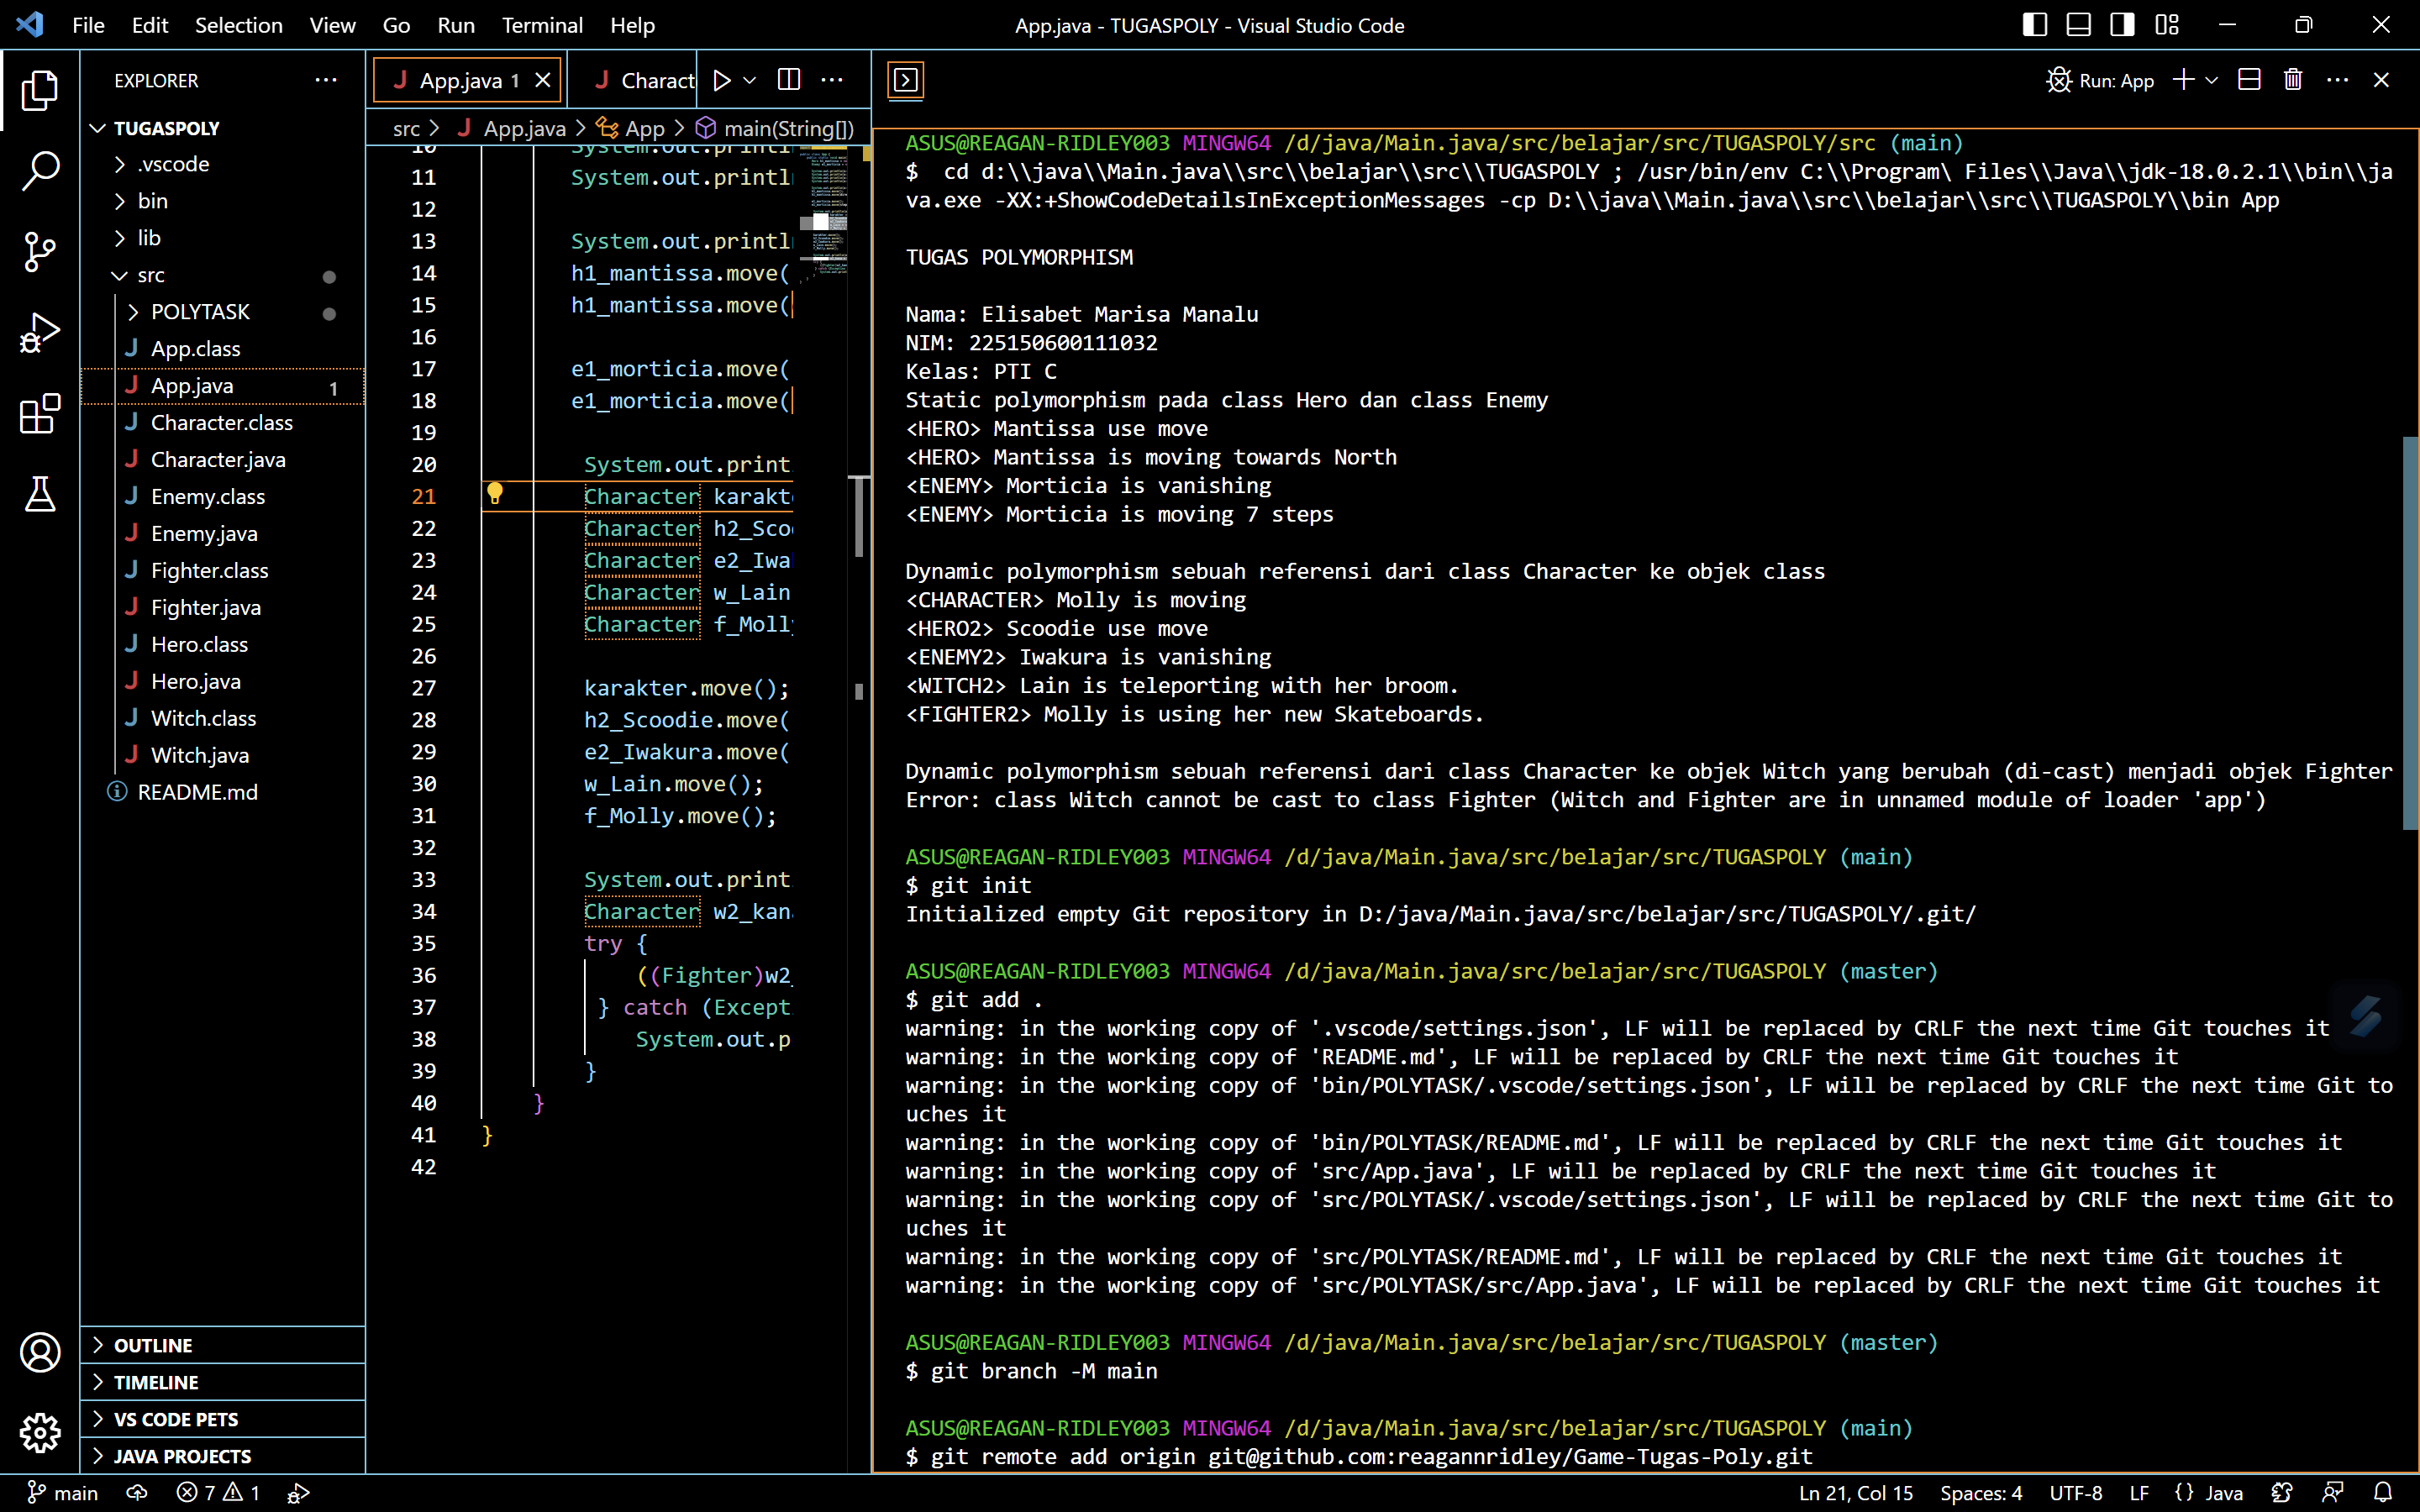 File Edit Selection View Go Run Terminal Help
App.java - TUGASPOLY - Visual Studio Code
EXPLORER
TUGASPOLY
.vscode
bin
lib
src
POLYTASK
App.class
App.java 1
Character.class
Character.java
Enemy.class
Enemy.java
Fighter.class
Fighter.java
Hero.class
Hero.java
Witch.class
Witch.java
README.md
OUTLINE
TIMELINE
VS CODE PETS
JAVA PROJECTS
App.java 1
Charact
src > App.java > App > main(String[])
10 System.out.println
11 System.out.println
12
13 System.out.println
14 h1_mantissa.move(
15 h1_mantissa.move(
16
17 e1_morticia.move(
18 e1_morticia.move(
19
20 System.out.print
21 Character karakt
22 Character h2_Sco
23 Character e2_Iwa
24 Character w_Lain
25 Character f_Moll
26
27 karakter.move();
28 h2_Scoodie.move(
29 e2_Iwakura.move(
30 w_Lain.move();
31 f_Molly.move();
32
33 System.out.print
34 Character w2_kan
35 try {
36 ((Fighter)w2_
37 } catch (Except
38 System.out.p
39 }
40 }
41 }
42
Run: App
ASUS@REAGAN-RIDLEY003 MINGW64 /d/java/Main.java/src/belajar/src/TUGASPOLY/src (main)
$  cd d:\\java\\Main.java\\src\\belajar\\src\\TUGASPOLY ; /usr/bin/env C:\\Program\ Files\\Java\\jdk-18.0.2.1\\bin\\ja
va.exe -XX:+ShowCodeDetailsInExceptionMessages -cp D:\\java\\Main.java\\src\\belajar\\src\\TUGASPOLY\\bin App
TUGAS POLYMORPHISM
Nama: Elisabet Marisa Manalu
NIM: 225150600111032
Kelas: PTI C
Static polymorphism pada class Hero dan class Enemy
<HERO> Mantissa use move
<HERO> Mantissa is moving towards North
<ENEMY> Morticia is vanishing
<ENEMY> Morticia is moving 7 steps
Dynamic polymorphism sebuah referensi dari class Character ke objek class
<CHARACTER> Molly is moving
<HERO2> Scoodie use move
<ENEMY2> Iwakura is vanishing
<WITCH2> Lain is teleporting with her broom.
<FIGHTER2> Molly is using her new Skateboards.
Dynamic polymorphism sebuah referensi dari class Character ke objek Witch yang berubah (di-cast) menjadi objek Fighter
Error: class Witch cannot be cast to class Fighter (Witch and Fighter are in unnamed module of loader 'app')
ASUS@REAGAN-RIDLEY003 MINGW64 /d/java/Main.java/src/belajar/src/TUGASPOLY (main)
$ git init
Initialized empty Git repository in D:/java/Main.java/src/belajar/src/TUGASPOLY/.git/
ASUS@REAGAN-RIDLEY003 MINGW64 /d/java/Main.java/src/belajar/src/TUGASPOLY (master)
$ git add .
warning: in the working copy of '.vscode/settings.json', LF will be replaced by CRLF the next time Git touches it
warning: in the working copy of 'README.md', LF will be replaced by CRLF the next time Git touches it
warning: in the working copy of 'bin/POLYTASK/.vscode/settings.json', LF will be replaced by CRLF the next time Git to
uches it
warning: in the working copy of 'bin/POLYTASK/README.md', LF will be replaced by CRLF the next time Git touches it
warning: in the working copy of 'src/App.java', LF will be replaced by CRLF the next time Git touches it
warning: in the working copy of 'src/POLYTASK/.vscode/settings.json', LF will be replaced by CRLF the next time Git to
uches it
warning: in the working copy of 'src/POLYTASK/README.md', LF will be replaced by CRLF the next time Git touches it
warning: in the working copy of 'src/POLYTASK/src/App.java', LF will be replaced by CRLF the next time Git touches it
ASUS@REAGAN-RIDLEY003 MINGW64 /d/java/Main.java/src/belajar/src/TUGASPOLY (master)
$ git branch -M main
ASUS@REAGAN-RIDLEY003 MINGW64 /d/java/Main.java/src/belajar/src/TUGASPOLY (main)
$ git remote add origin git@github.com:reagannridley/Game-Tugas-Poly.git
main 7 1 Ln 21, Col 15 Spaces: 4 UTF-8 LF {} Java